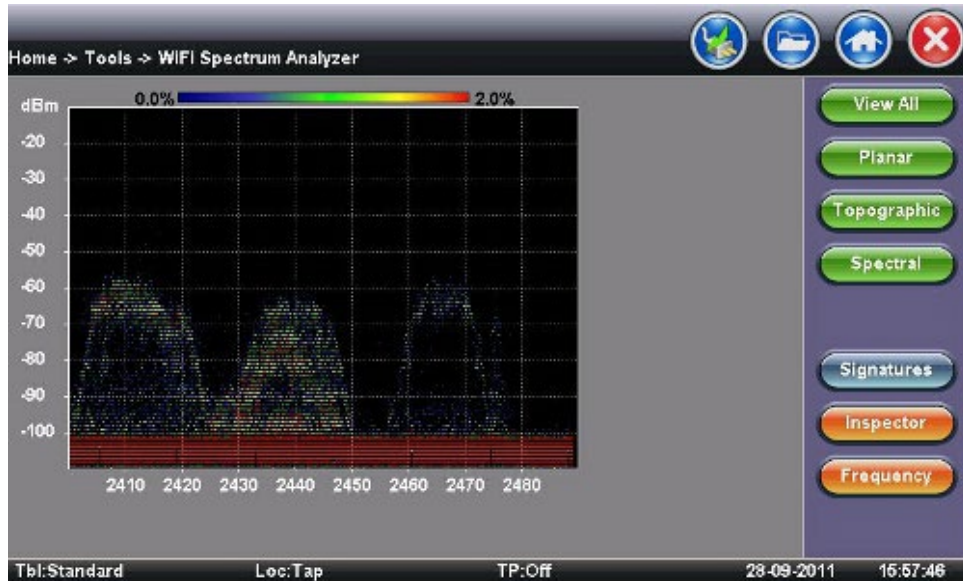 Home -> Tools -> WiFi Spectrum Analyzer
dBm
0.0%
2.0%
-20
-30
-40
-50
-60
-70
-80
-90
-100
2410 2420 2430 2440 2450 2460 2470 2480
View All
Planar
Topographic
Spectral
Signatures
Inspector
Frequency
Tbl:Standard Loc:Tap TP:Off 28-09-2011 15:57:46